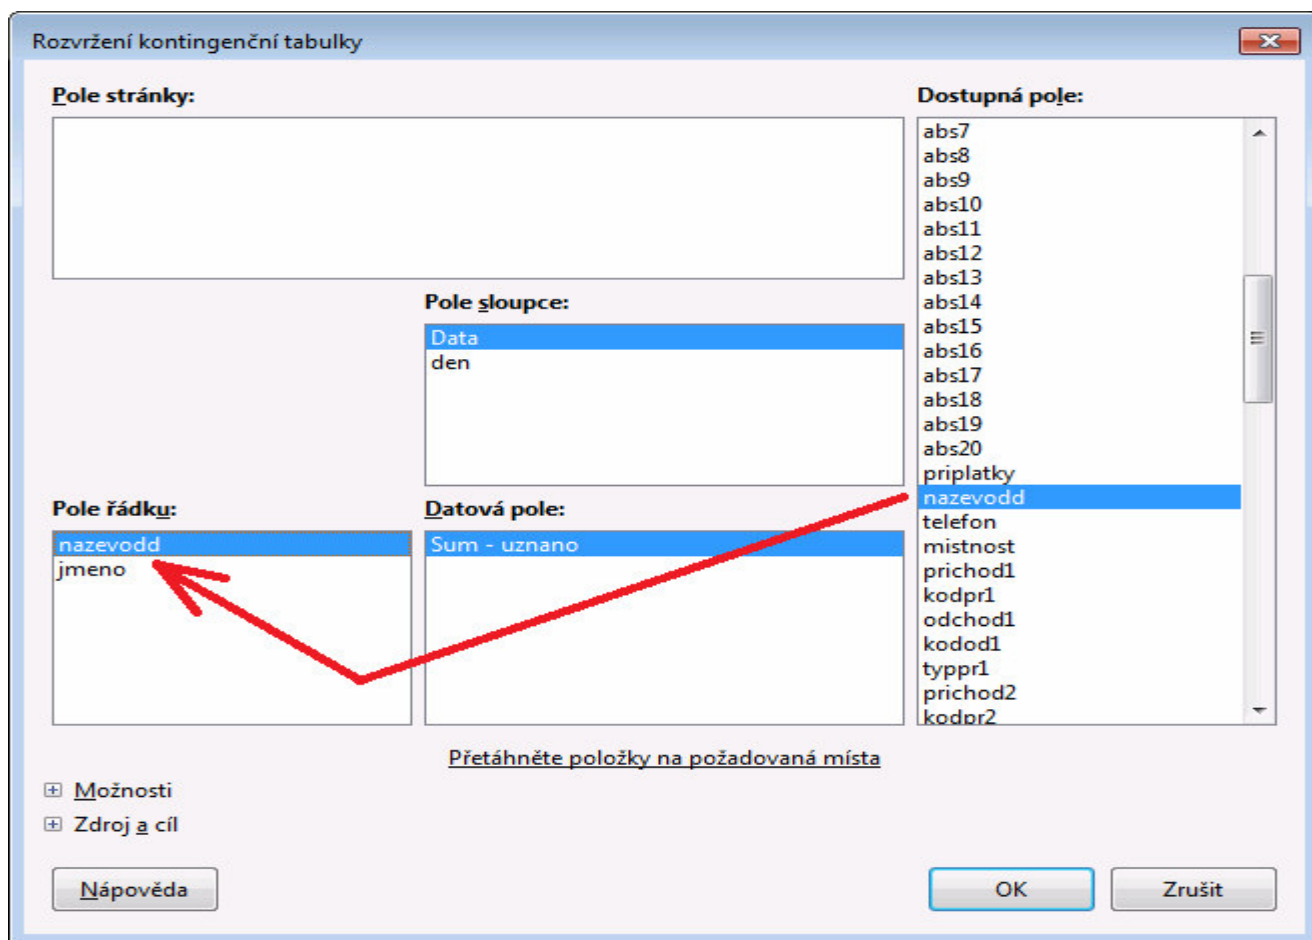 Rozvržení kontingenční tabulky
Pole stránky:
Pole sloupce:
Data
den
Pole řádku:
nazevodd
jmeno
Datová pole:
Sum - uznano
Dostupná pole:
abs7
abs8
abs9
abs10
abs11
abs12
abs13
abs14
abs15
abs16
abs17
abs18
abs19
abs20
priplatky
nazevodd
telefon
mistnost
prichod1
kodpr1
odchod1
kodod1
typpr1
prichod2
kodpr2
Přetáhněte položky na požadovaná místa
Možnosti
Zdroj a cíl
Nápověda
OK
Zrušit